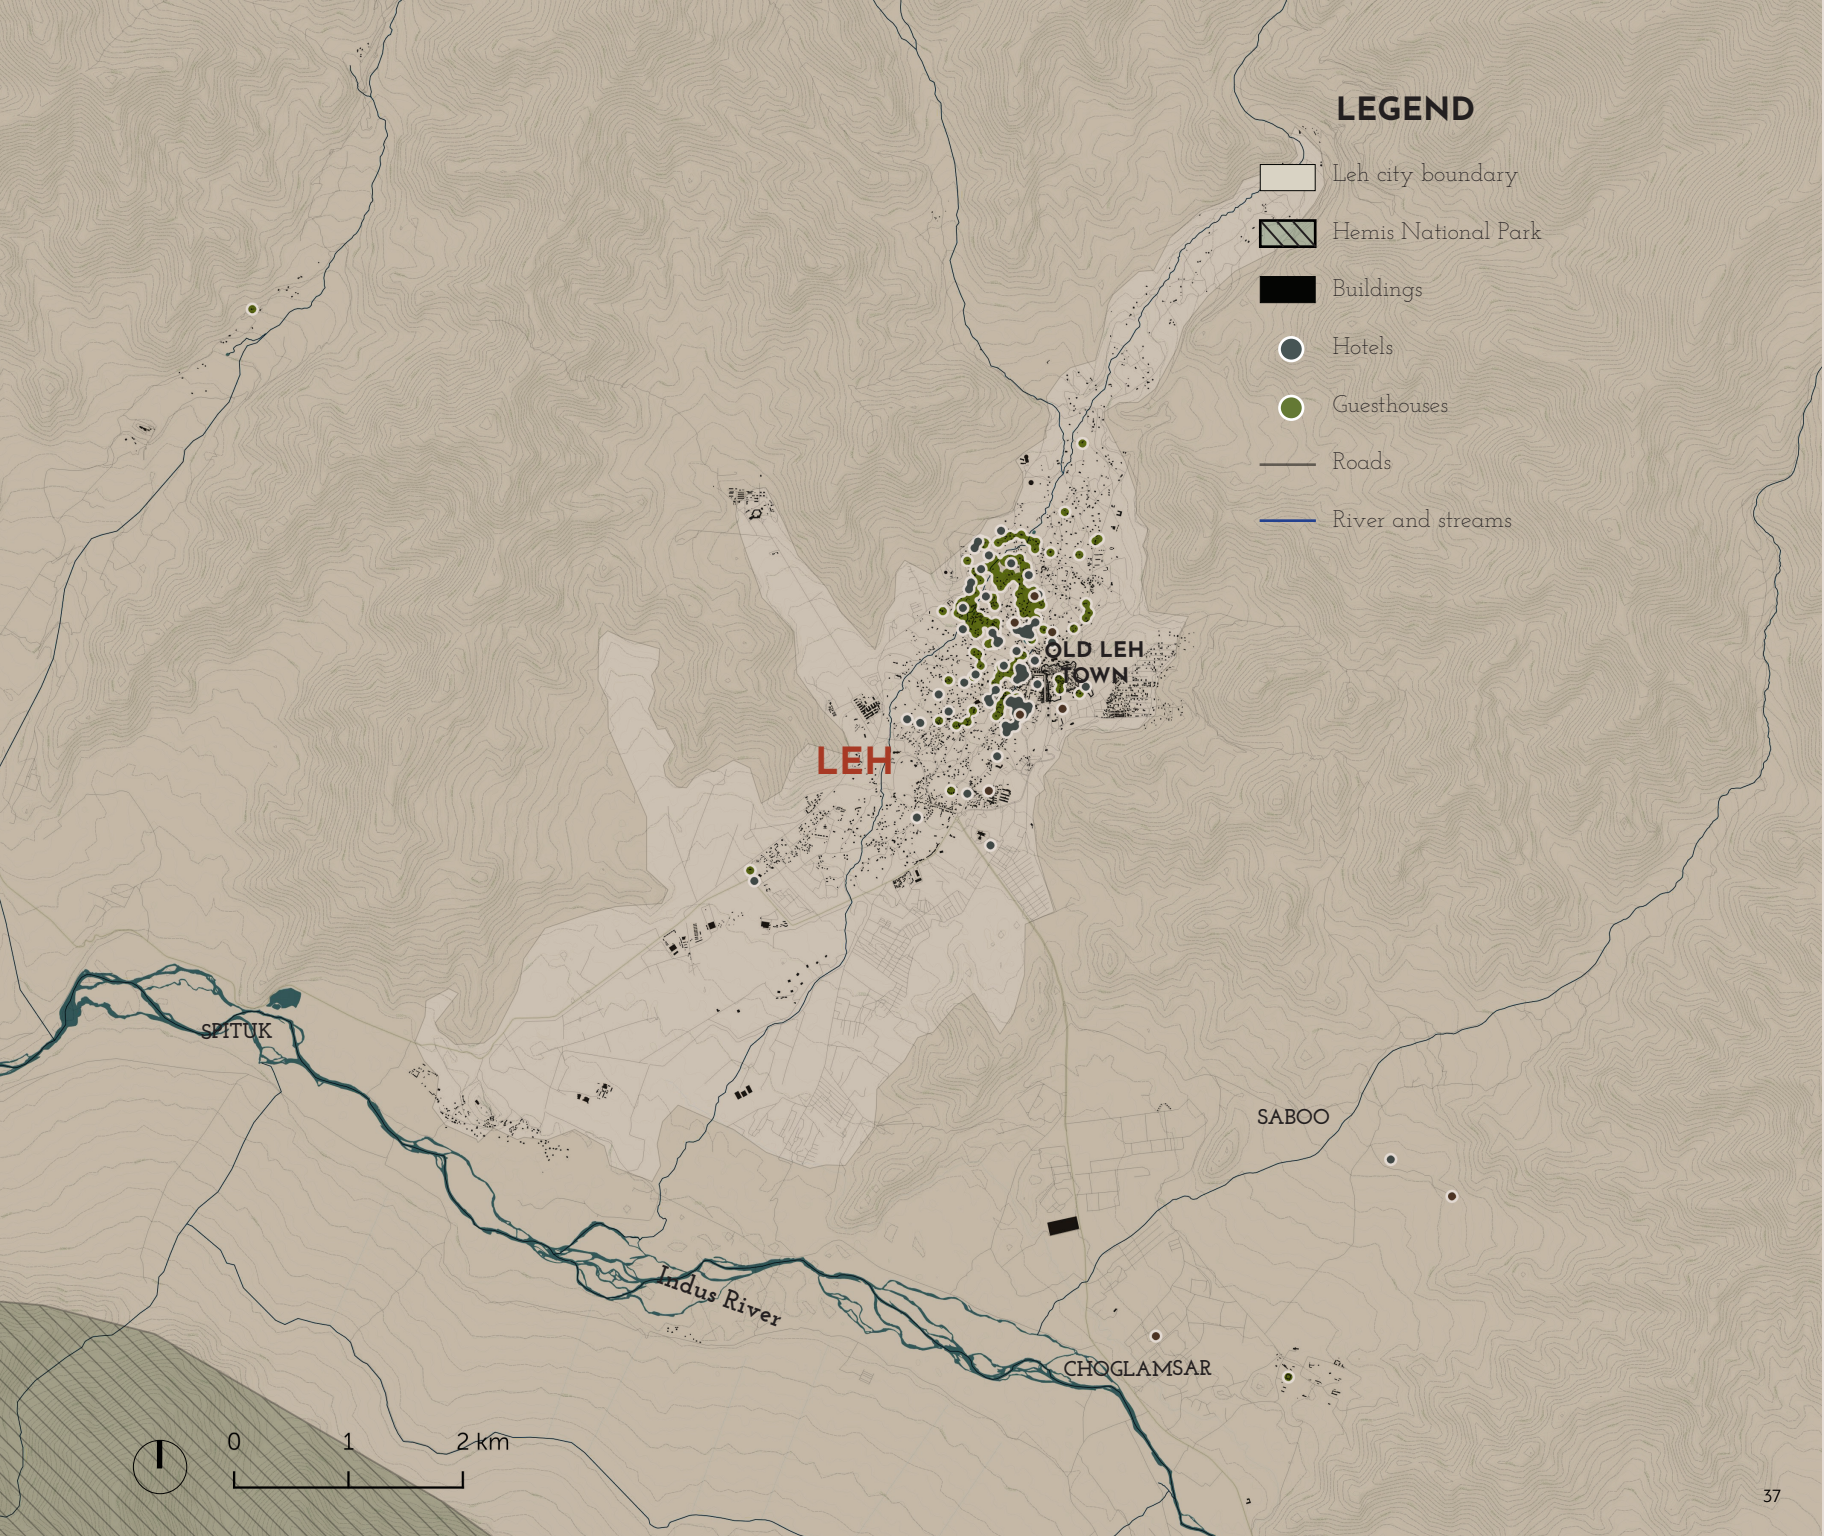 LEGEND
Leh city boundary
Hemis National Park
Buildings
Hotels
Guesthouses
Roads
River and streams
OLD LEH
TOWN
LEH
SPITUK
SABOO
Indus River
CHOGLAMSAR
0 1 2 km
37